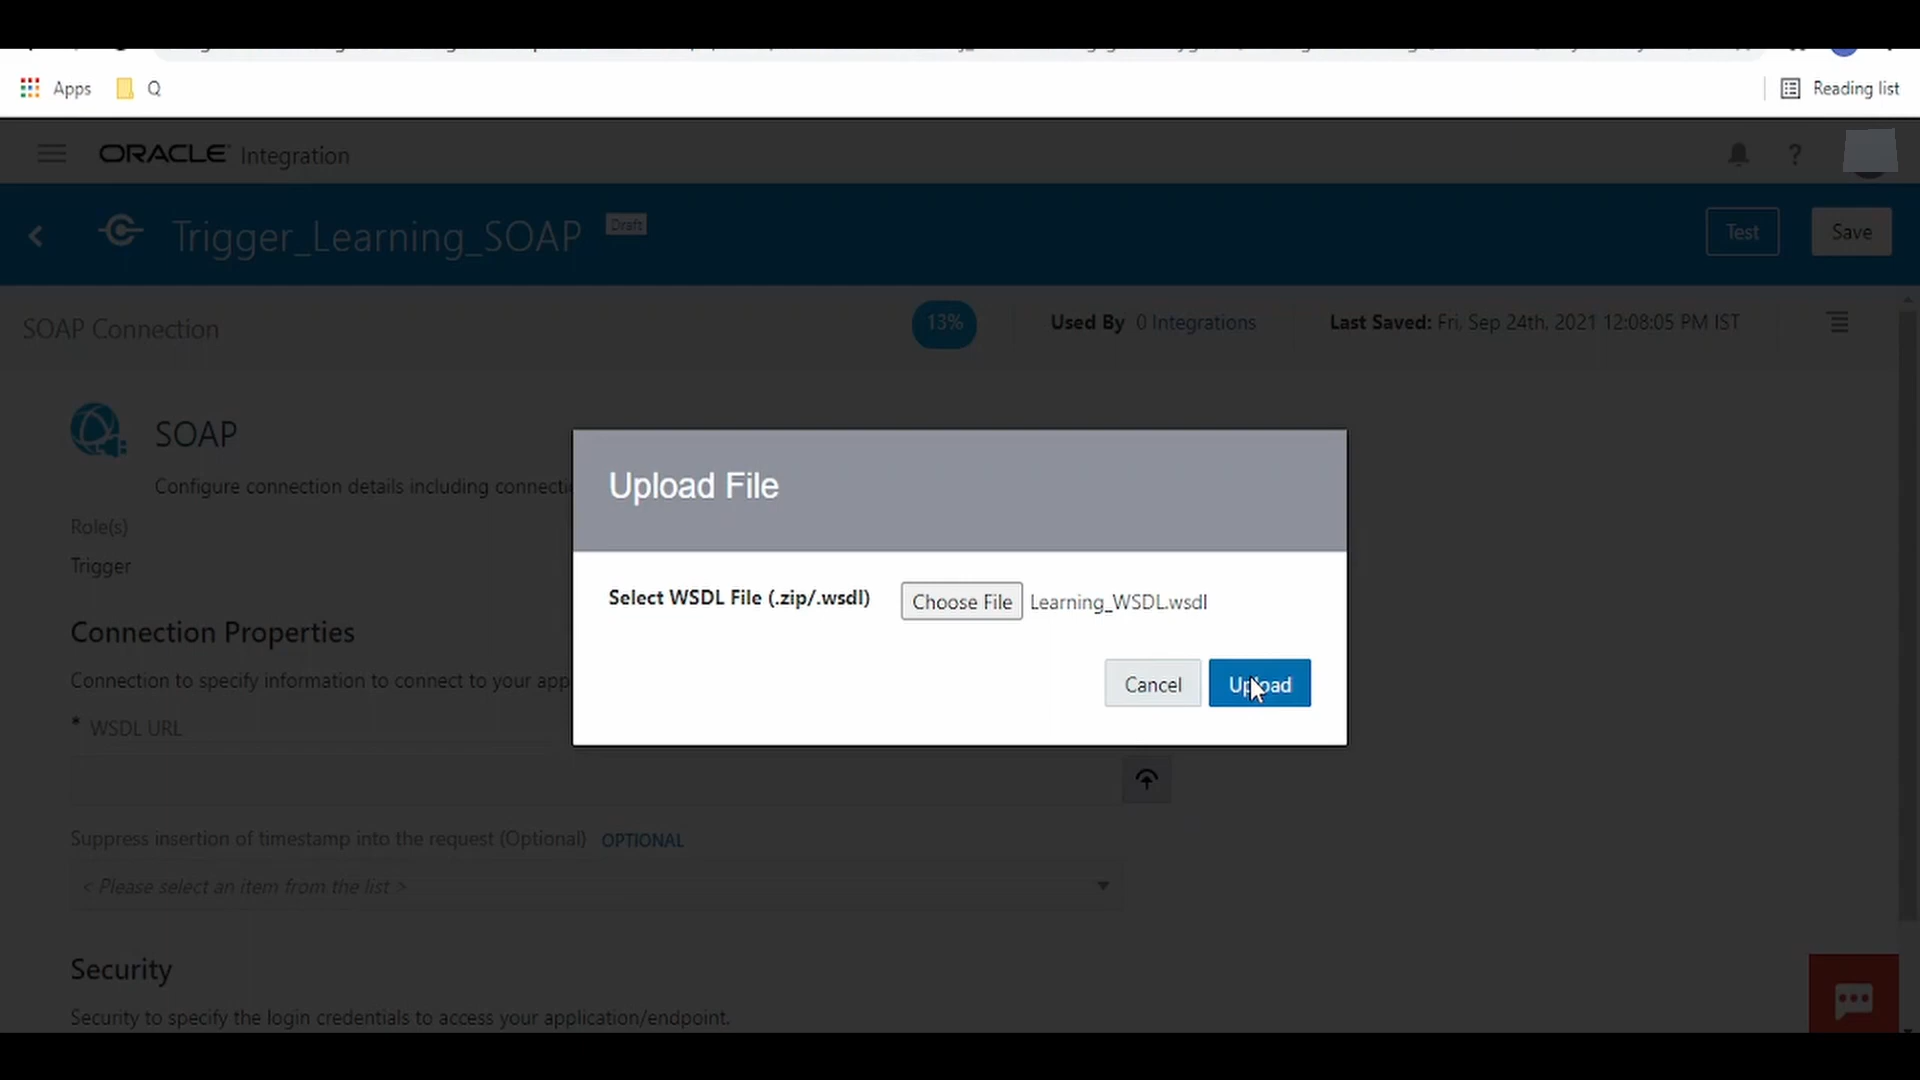 Apps Q Reading list
ORACLE Integration ?
Trigger_Learning_SOAP Draft Test Save
SOAP Connection 13% Used By 0 Integrations Last Saved: Fri, Sep 24th, 2021 12:08:05 PM IST
SOAP
Configure connection details including connecti
Role(s)
Trigger
Connection Properties
Connection to specify information to connect to your app
* WSDL URL
Upload File
Select WSDL File (.zip/.wsdl) Choose File Learning_WSDL.wsdl
Cancel Upload
Suppress insertion of timestamp into the request (Optional) OPTIONAL
< Please select an item from the list >
Security
Security to specify the login credentials to access your application/endpoint.